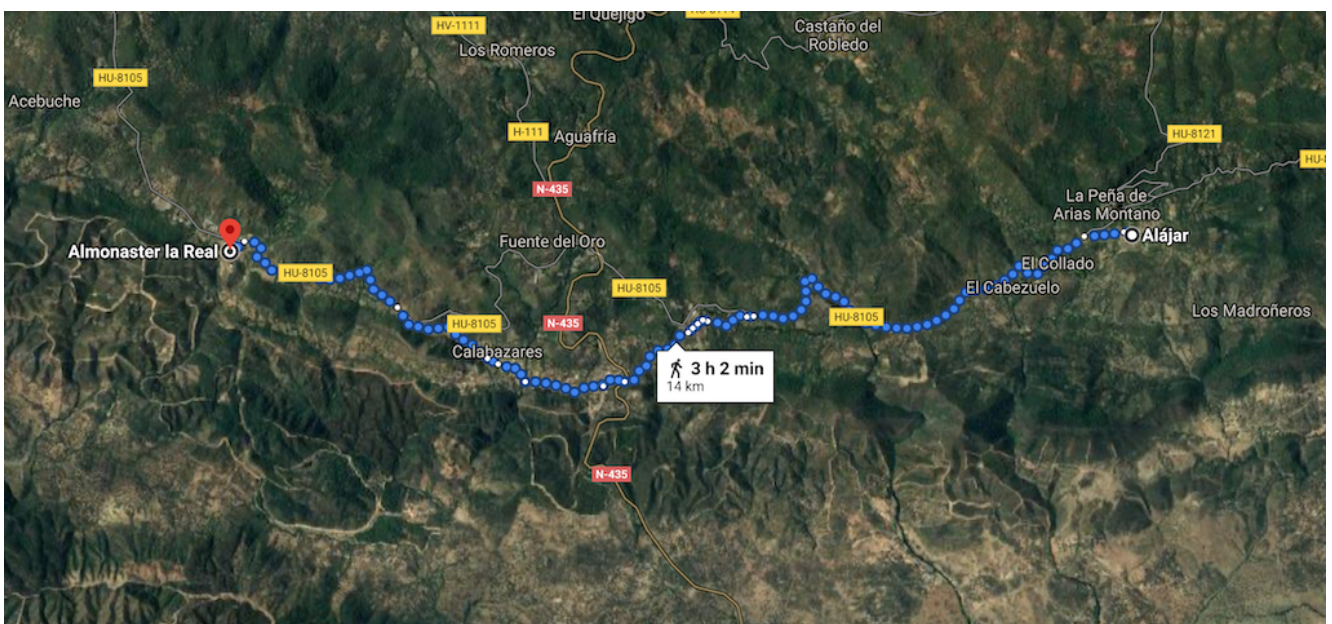 El Quejigo
HV-1111
Los Romeros
Castaño del
Robledo
HU-8105
Acebuche
H-111
Aguafría
HU-8121
N-435
La Peña de
Arias Montano
Almonaster la Real
Fuente del Oro
Alájar
HU-8105
HU-8105
El Collado
El Cabezuelo
HU-8105
N-435
HU-8105
Los Madroñeros
Calabazares
3 h 2 min
14 km
N-435